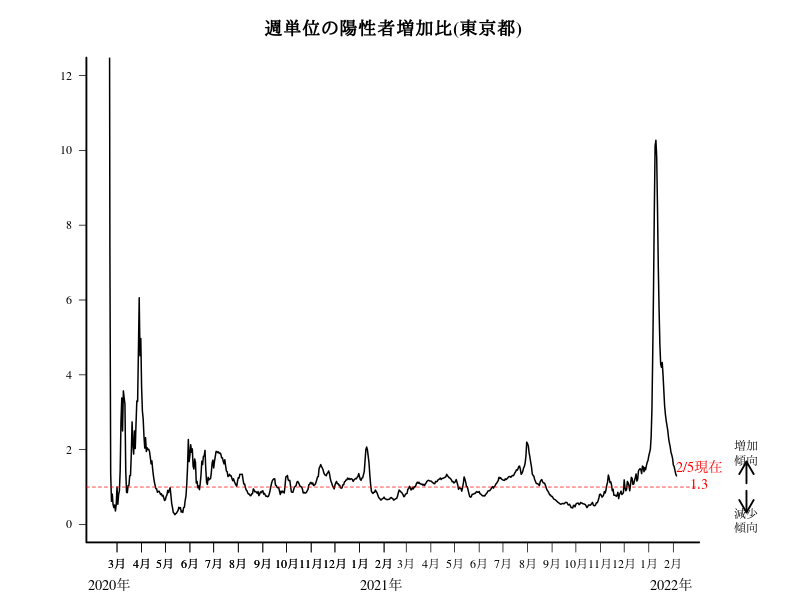 週単位の陽性者増加比(東京都)
12
10
8
6
4
2
0
増加
傾向
2/5現在
1.3
減少
傾向
3月 4月 5月 6月 7月 8月 9月 10月 11月 12月 1月 2月 3月 4月 5月 6月 7月 8月 9月 10月 11月 12月 1月 2月
2020年 2021年 2022年